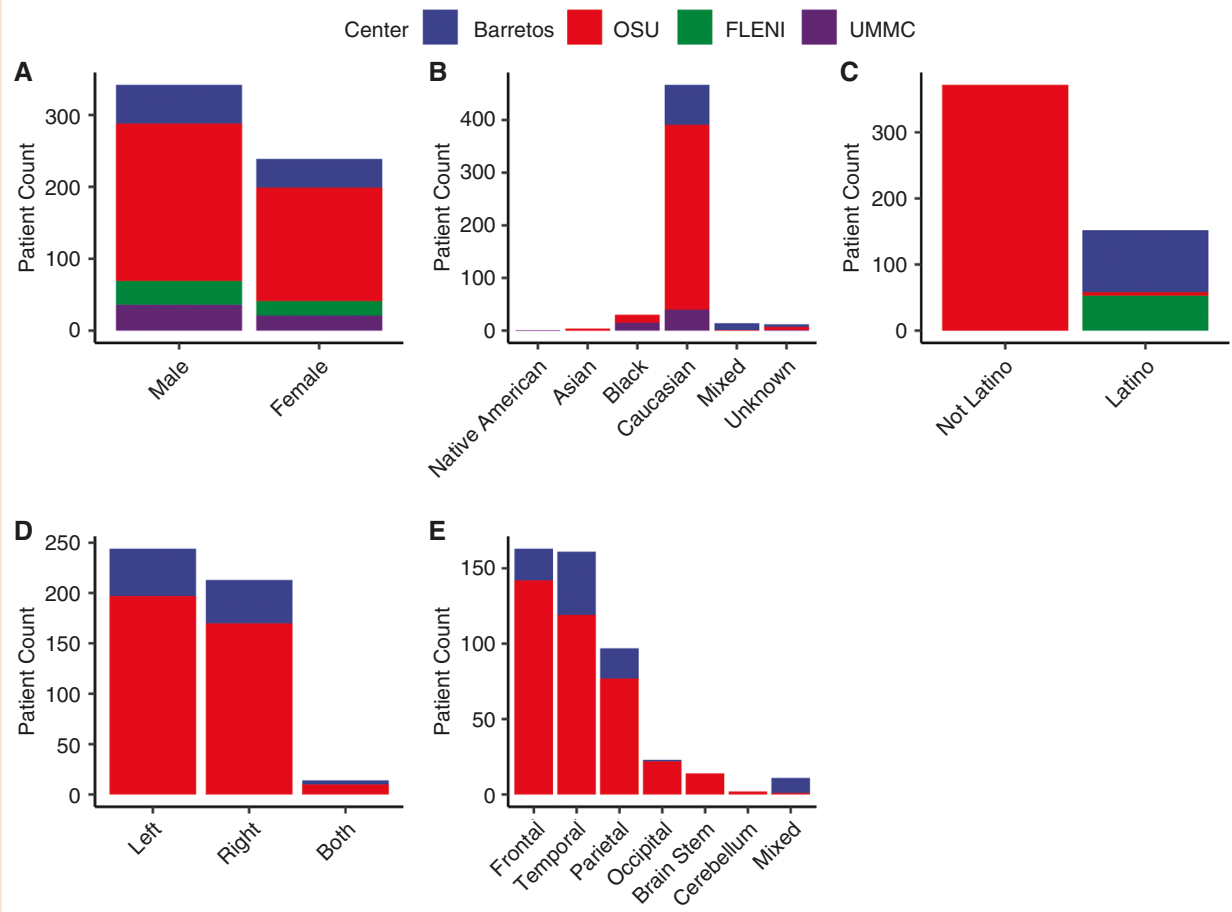 Center Barretos OSU FLENI UMMC
A
Patient Count
300
200
100
0
Male
Female
B
Patient Count
400
300
200
100
0
Native American
Asian
Black
Caucasian
Mixed
Unknown
C
Patient Count
300
200
100
0
Not Latino
Latino
D
Patient Count
250
200
150
100
50
0
Left
Right
Both
E
Patient Count
150
100
50
0
Frontal
Temporal
Parietal
Occipital
Brain Stem
Cerebellum
Mixed